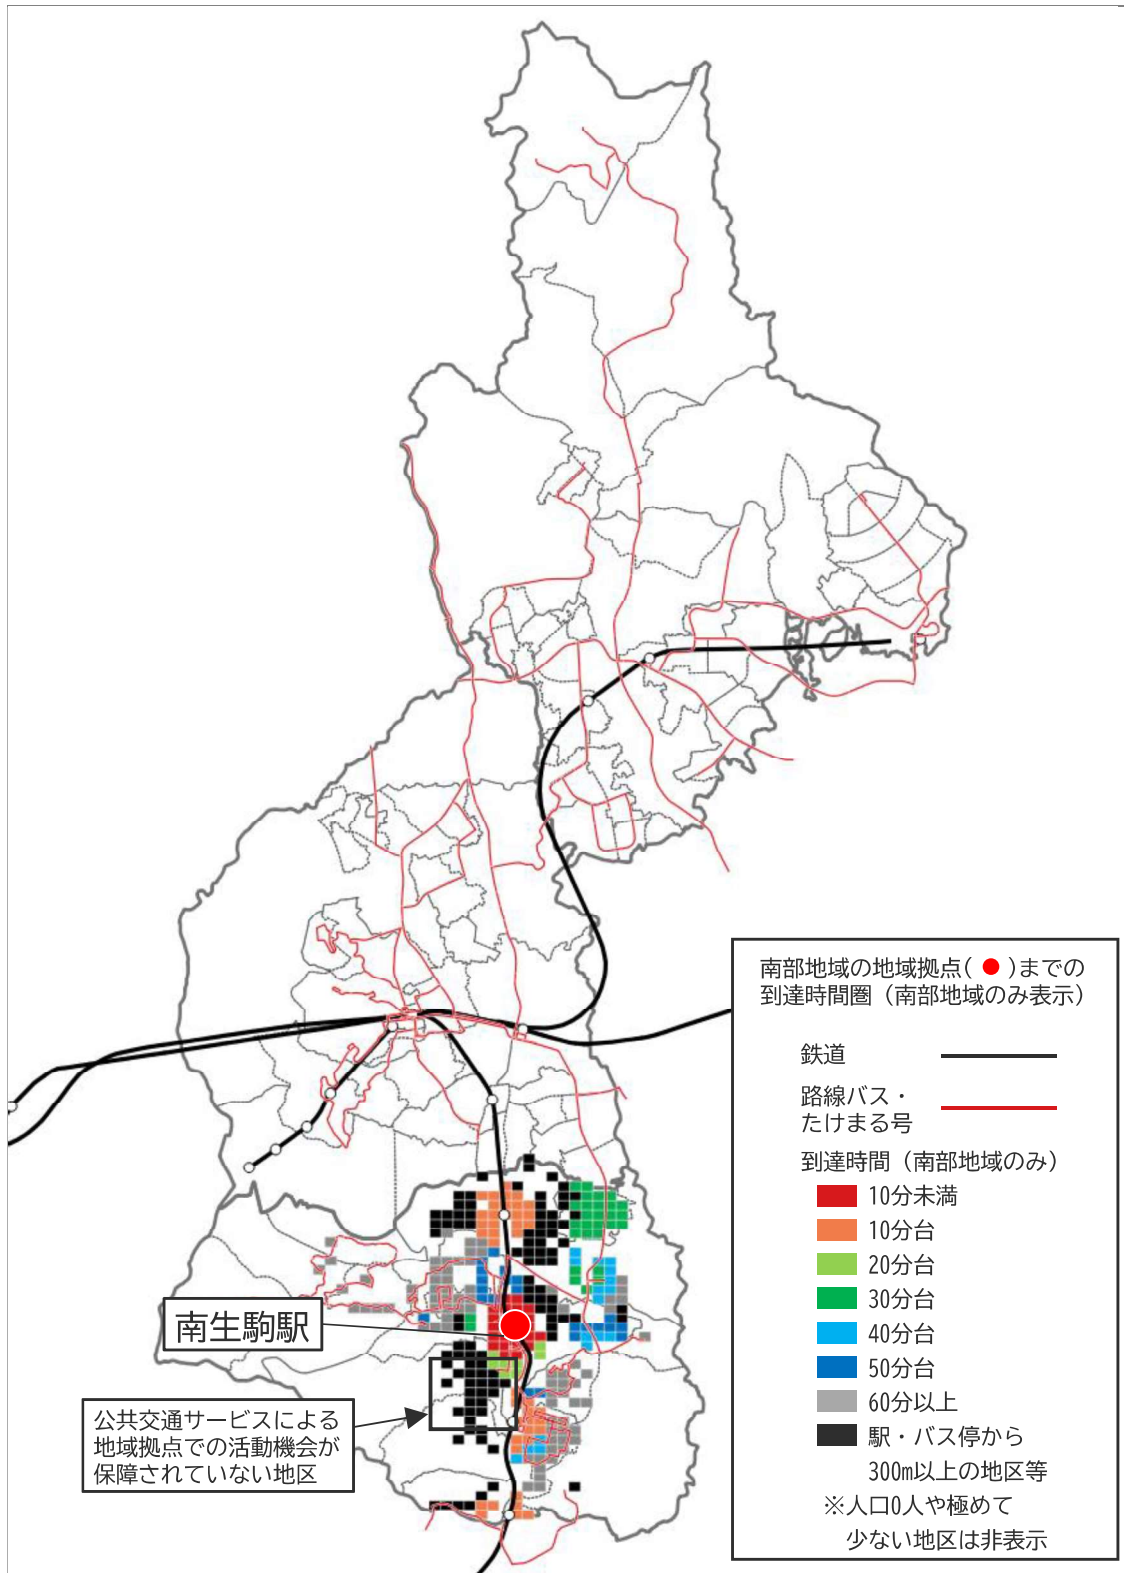 南部地域の地域拠点( ● )までの
到達時間圏（南部地域のみ表示）
鉄道
路線バス・
たけまる号
到達時間（南部地域のみ）
10分未満
10分台
20分台
30分台
40分台
50分台
60分以上
駅・バス停から
300m以上の地区等
※人口0人や極めて
少ない地区は非表示
南生駒駅
公共交通サービスによる
地域拠点での活動機会が
保障されていない地区